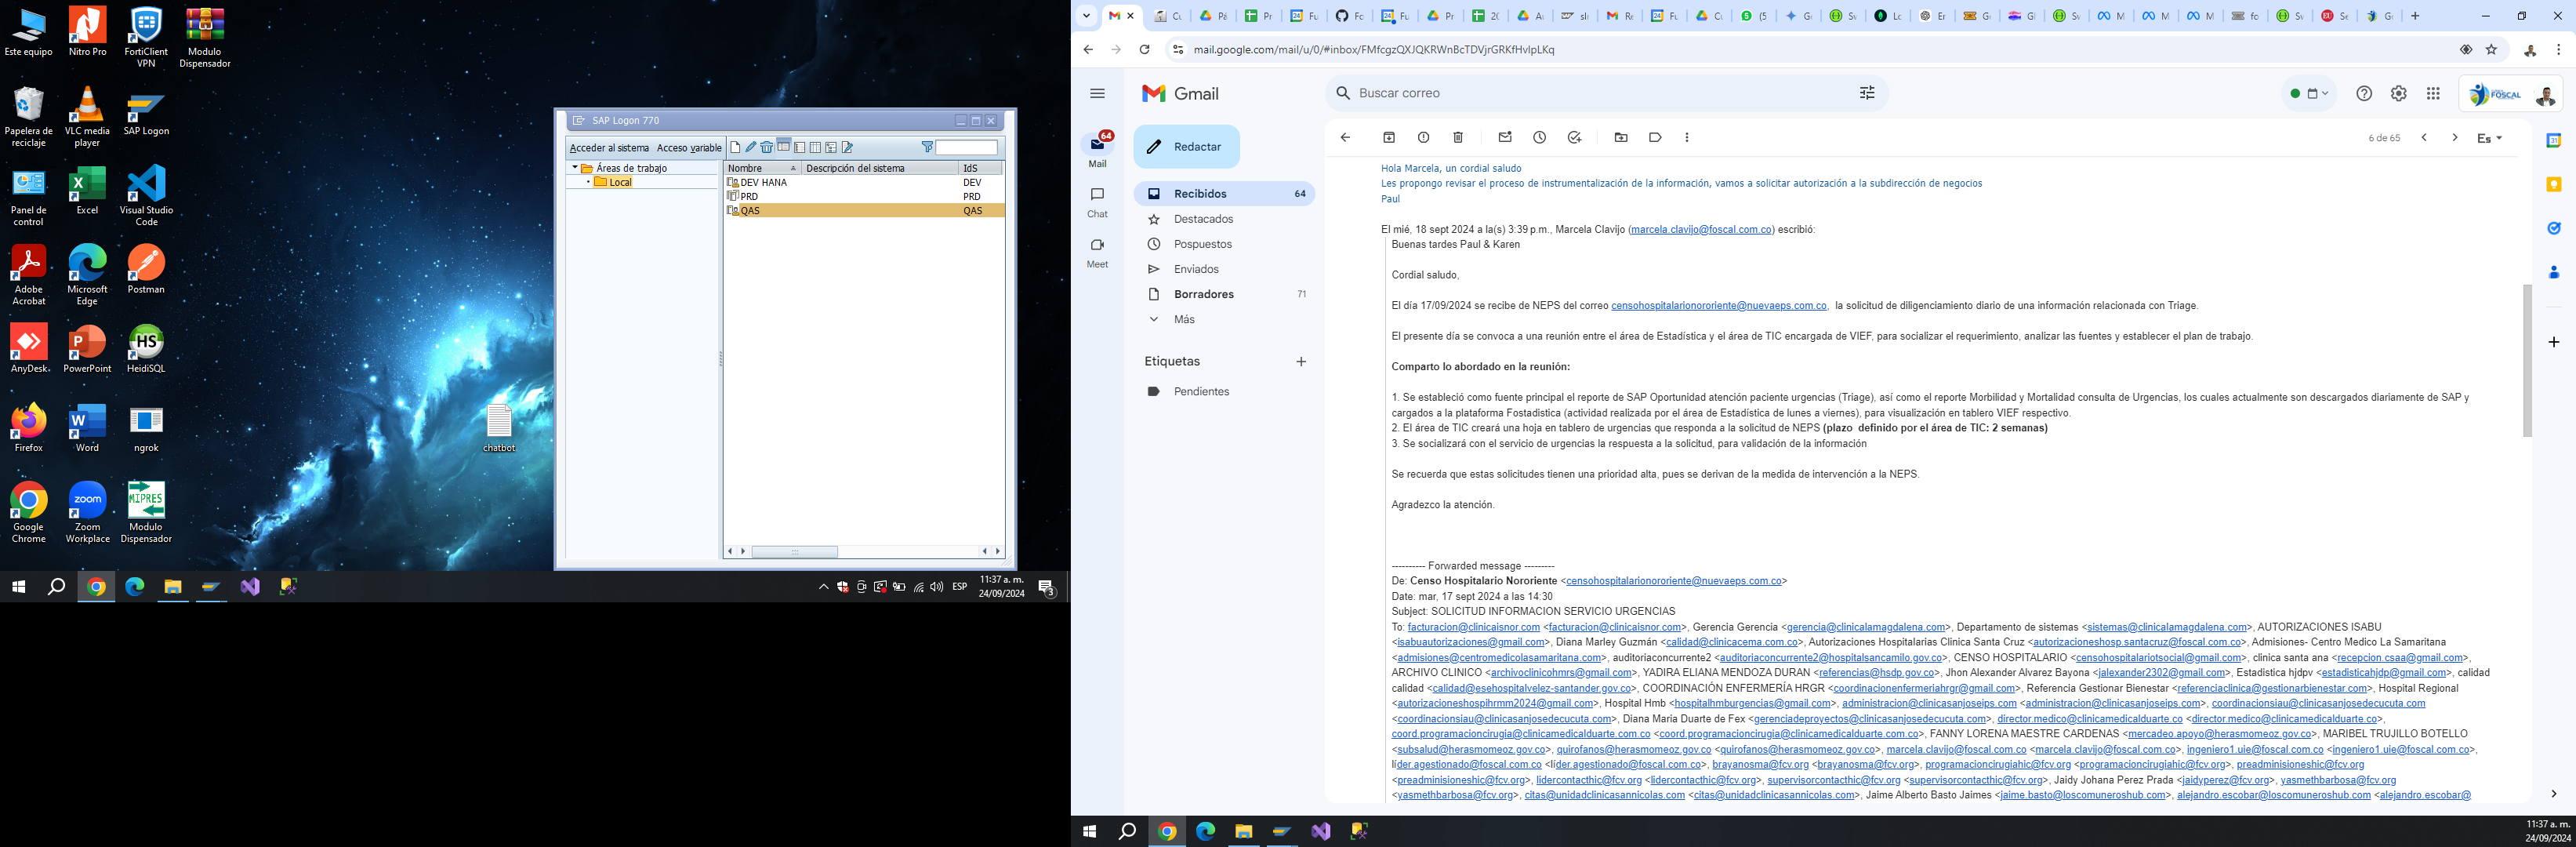 Este equipo
Nitro Pro
FortiClient VPN
Modulo Dispensador
Papelera de reciclaje
VLC media player
SAP Logon
Panel de control
Excel
Visual Studio Code
Adobe Acrobat
Microsoft Edge
Postman
AnyDesk
PowerPoint
HeidiSQL
Firefox
Word
ngrok
chatbot
Google Chrome
Zoom Workplace
Modulo Dispensador
SAP Logon 770
Acceder al sistema Acceso variable
Áreas de trabajo
Local
Nombre Descripción del sistema IdS
DEV HANA DEV
PRD PRD
QAS QAS
ESP
11:37 a. m.
24/09/2024
3
mail.google.com/mail/u/0/#inbox/FMfcgzQXJQKRWnBcTDVjrGRKfHvlpLKq
Gmail
Buscar correo
FOSCAL
64
Mail
Chat
Meet
Redactar
Recibidos 64
Destacados
Pospuestos
Enviados
Borradores 71
Más
Etiquetas
Pendientes
6 de 65
Es
Hola Marcela, un cordial saludo
Les propongo revisar el proceso de instrumentalización de la información, vamos a solicitar autorización a la subdirección de negocios
Paul
El mié, 18 sept 2024 a la(s) 3:39 p.m., Marcela Clavijo (marcela.clavijo@foscal.com.co) escribió:
Buenas tardes Paul & Karen
Cordial saludo,
El día 17/09/2024 se recibe de NEPS del correo censohospitalarionororiente@nuevaeps.com.co, la solicitud de diligenciamiento diario de una información relacionada con Triage.
El presente día se convoca a una reunión entre el área de Estadística y el área de TIC encargada de VIEF, para socializar el requerimiento, analizar las fuentes y establecer el plan de trabajo.
Comparto lo abordado en la reunión:
1. Se estableció como fuente principal el reporte de SAP Oportunidad atención paciente urgencias (Triage), así como el reporte Morbilidad y Mortalidad consulta de Urgencias, los cuales actualmente son descargados diariamente de SAP y
cargados a la plataforma Fostadistica (actividad realizada por el área de Estadística de lunes a viernes), para visualización en tablero VIEF respectivo.
2. El área de TIC creará una hoja en tablero de urgencias que responda a la solicitud de NEPS (plazo definido por el área de TIC: 2 semanas)
3. Se socializará con el servicio de urgencias la respuesta a la solicitud, para validación de la información
Se recuerda que estas solicitudes tienen una prioridad alta, pues se derivan de la medida de intervención a la NEPS.
Agradezco la atención.
---------- Forwarded message ---------
De: Censo Hospitalario Nororiente <censohospitalarionororiente@nuevaeps.com.co>
Date: mar, 17 sept 2024 a las 14:30
Subject: SOLICITUD INFORMACION SERVICIO URGENCIAS
To: facturacion@clinicaisnor.com <facturacion@clinicaisnor.com>, Gerencia Gerencia <gerencia@clinicalamagdalena.com>, Departamento de sistemas <sistemas@clinicalamagdalena.com>, AUTORIZACIONES ISABU
<isabuautorizaciones@gmail.com>, Diana Marley Guzmán <calidad@clinicacema.com.co>, Autorizaciones Hospitalarias Clinica Santa Cruz <autorizacioneshosp.santacruz@foscal.com.co>, Admisiones- Centro Medico La Samaritana
<admisiones@centromedicolasamaritana.com>, auditoriaconcurrente2 <auditoriaconcurrente2@hospitalsancamilo.gov.co>, CENSO HOSPITALARIO <censohospitalariotsocial@gmail.com>, clinica santa ana <recepcion.csaa@gmail.com>,
ARCHIVO CLINICO <archivoclinicohmrs@gmail.com>, YADIRA ELIANA MENDOZA DURAN <referencias@hsdp.gov.co>, Jhon Alexander Alvarez Bayona <jalexander2302@gmail.com>, Estadistica hjdpv <estadisticahjdp@gmail.com>, calidad
calidad <calidad@esehospitalvelez-santander.gov.co>, COORDINACIÓN ENFERMERÍA HRGR <coordinacionenfermeriahrgr@gmail.com>, Referencia Gestionar Bienestar <referenciaclinica@gestionarbienestar.com>, Hospital Regional
<autorizacioneshospihrmm2024@gmail.com>, Hospital Hmb <hospitalhmburgencias@gmail.com>, administracion@clinicasanjoseips.com <administracion@clinicasanjoseips.com>, coordinacionsiau@clinicasanjosedecucuta.com
<coordinacionsiau@clinicasanjosedecucuta.com>, Diana Maria Duarte de Fex <gerenciadeproyectos@clinicasanjosedecucuta.com>, director.medico@clinicamedicalduarte.co <director.medico@clinicamedicalduarte.co>,
coord.programacioncirugia@clinicamedicalduarte.com.co <coord.programacioncirugia@clinicamedicalduarte.com.co>, FANNY LORENA MAESTRE CARDENAS <mercadeo.apoyo@herasmomeoz.gov.co>, MARIBEL TRUJILLO BOTELLO
<subsalud@herasmomeoz.gov.co>, quirofanos@herasmomeoz.gov.co <quirofanos@herasmomeoz.gov.co>, marcela.clavijo@foscal.com.co <marcela.clavijo@foscal.com.co>, ingeniero1.uie@foscal.com.co <ingeniero1.uie@foscal.com.co>,
líder.agestionado@foscal.com.co <líder.agestionado@foscal.com.co>, brayanosma@fcv.org <brayanosma@fcv.org>, programacioncirugiahic@fcv.org <programacioncirugiahic@fcv.org>, preadminisioneshic@fcv.org
<preadminisioneshic@fcv.org>, lidercontacthic@fcv.org <lidercontacthic@fcv.org>, supervisorcontacthic@fcv.org <supervisorcontacthic@fcv.org>, Jaidy Johana Perez Prada <jaidyperez@fcv.org>, yasmethbarbosa@fcv.org
<yasmethbarbosa@fcv.org>, citas@unidadclinicasannicolas.com <citas@unidadclinicasannicolas.com>, Jaime Alberto Basto Jaimes <jaime.basto@loscomuneroshub.com>, alejandro.escobar@loscomuneroshub.com <alejandro.escobar@
11:37 a. m.
24/09/2024